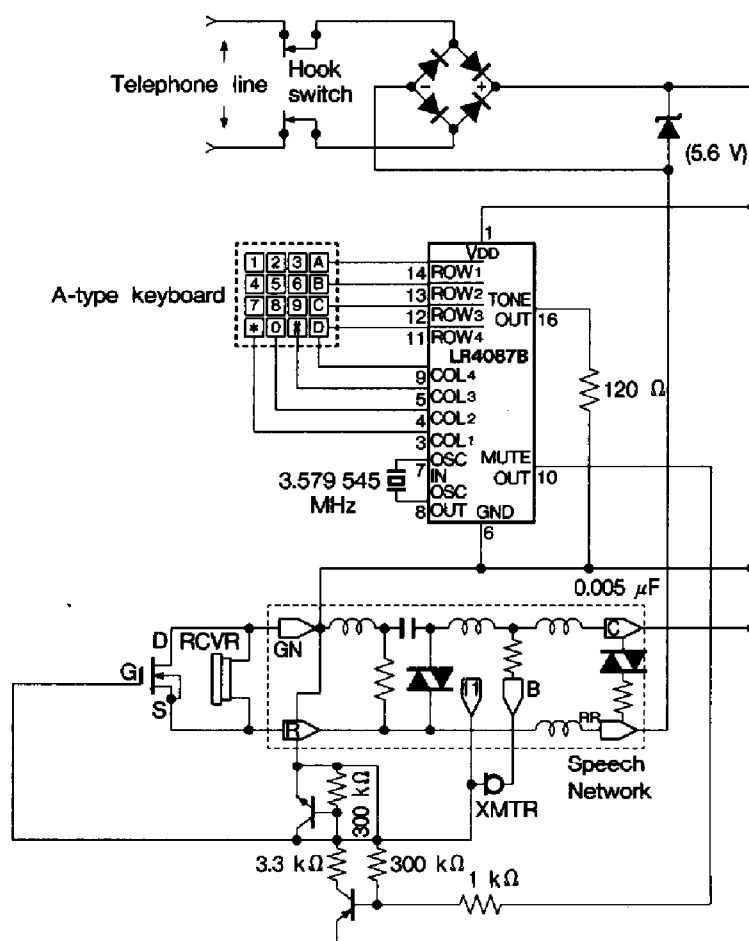 Telephone line
Hook
switch
(5.6 V)
−
+
A-type keyboard
1 2 3 A
4 5 6 B
7 8 9 C
* 0 # D
1
VDD
14 ROW1
13 ROW2
12 ROW3
11 ROW4
TONE
OUT 16
LR4087B
9 COL4
5 COL3
4 COL2
3 COL1
OSC
7 IN
OSC
8 OUT
MUTE
OUT 10
GND
6
120 Ω
3.579 545
MHz
0.005 μF
D
RCVR
G
S
GN
R
C
B
RR
T1
Speech
Network
XMTR
300 kΩ
3.3 kΩ
300 kΩ
1 kΩ